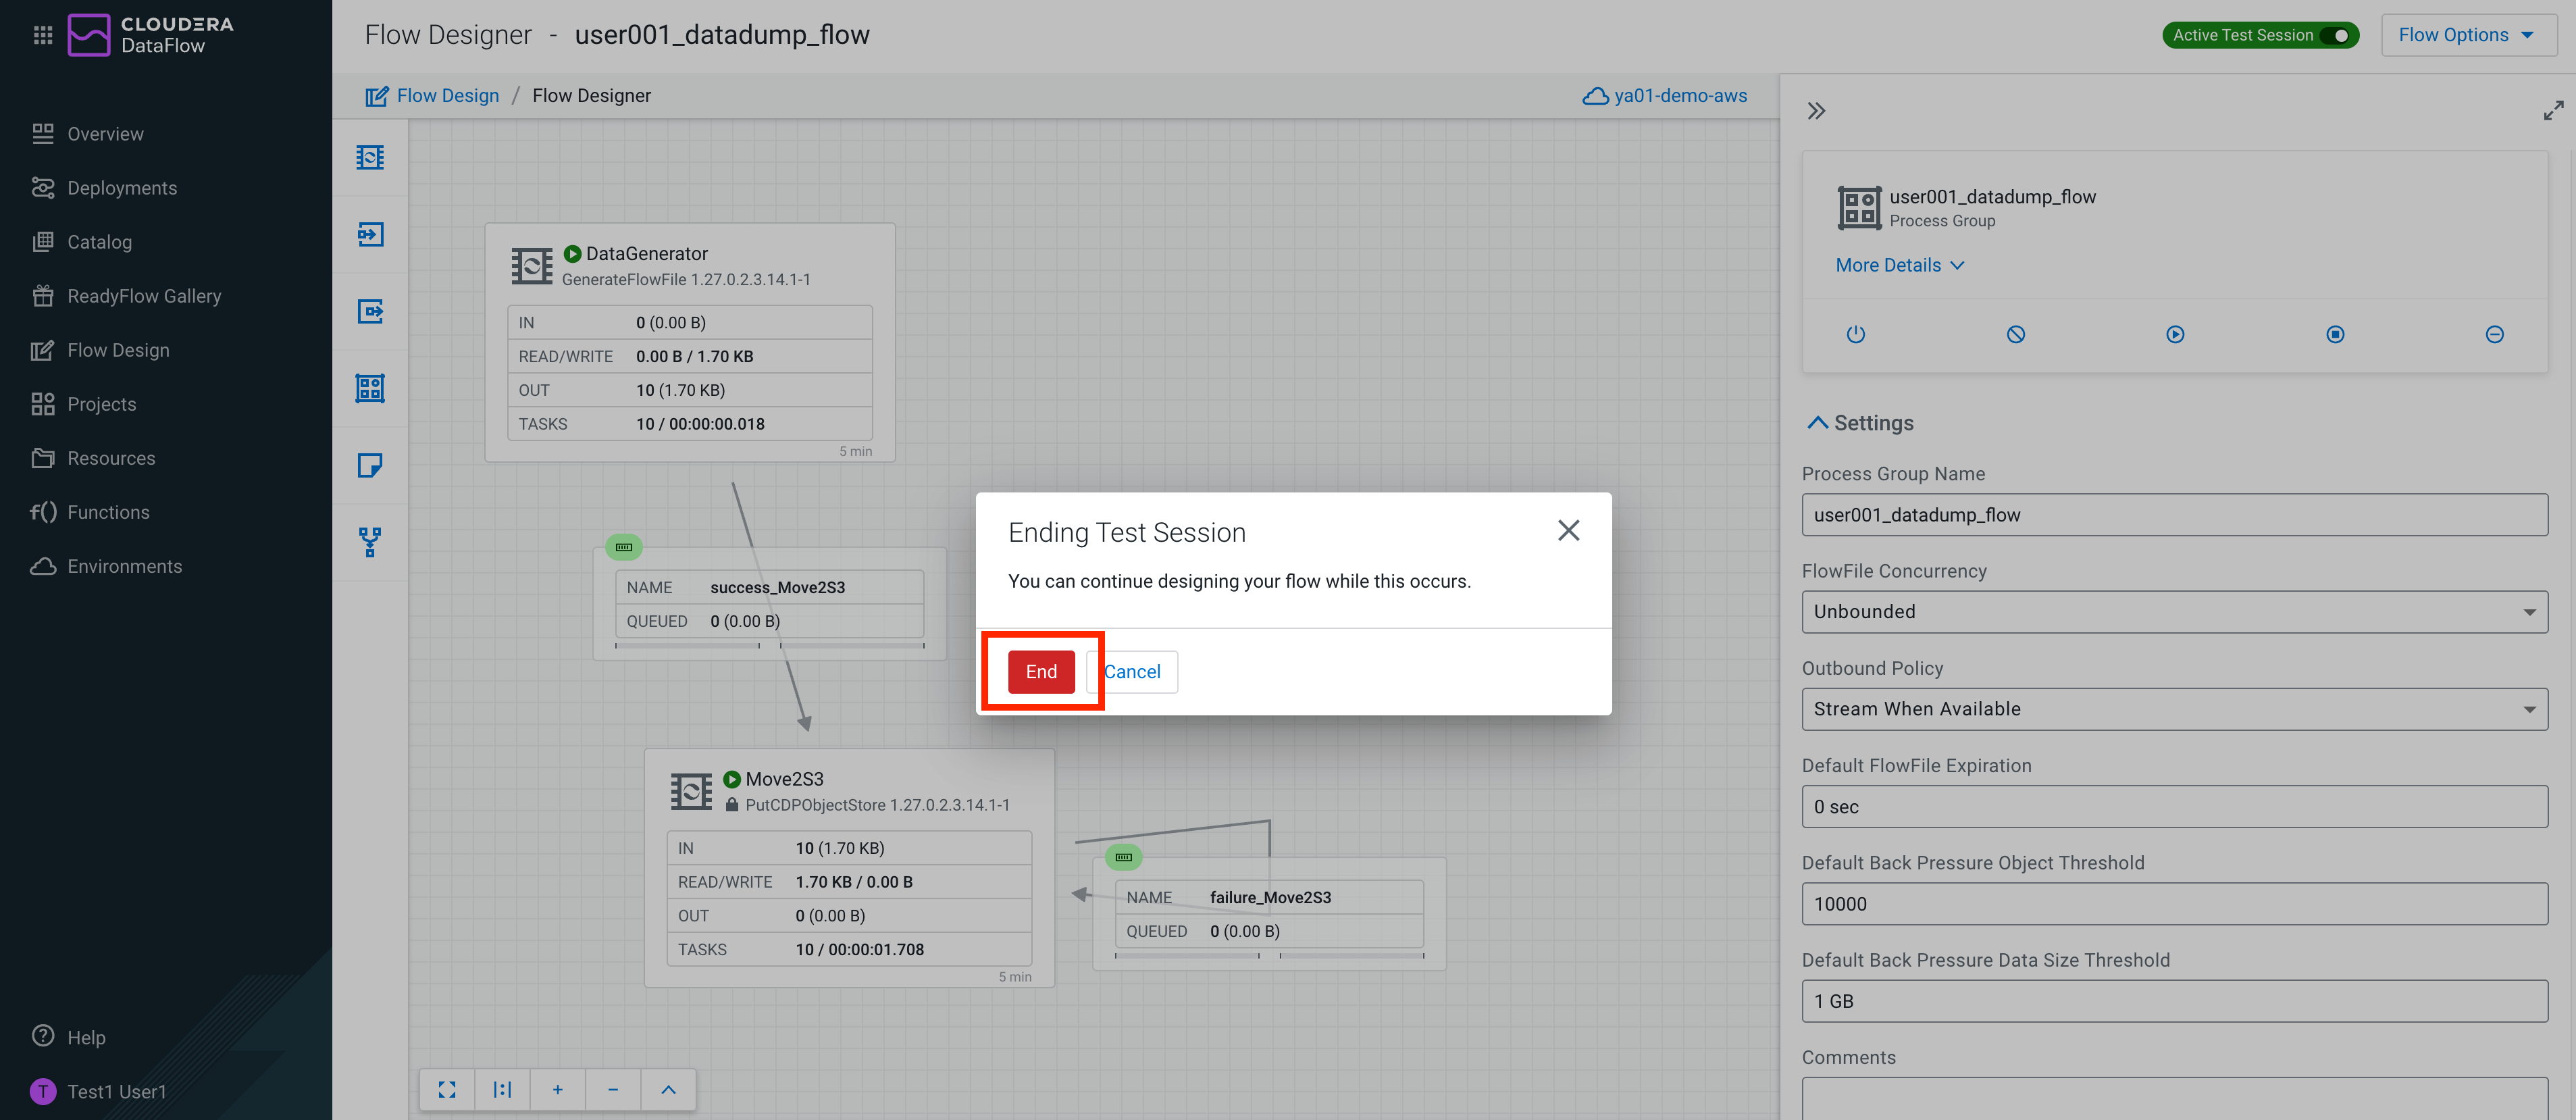 CLOUDERA
DataFlow
Overview
Deployments
Catalog
ReadyFlow Gallery
Flow Design
Projects
Resources
f() Functions
Environments
Help
T Test1 User1
Flow Designer - user001_datadump_flow
Active Test Session
Flow Options
Flow Design / Flow Designer
ya01-demo-aws
DataGenerator
GenerateFlowFile 1.27.0.2.3.14.1-1
IN 0 (0.00 B)
READ/WRITE 0.00 B / 1.70 KB
OUT 10 (1.70 KB)
TASKS 10 / 00:00:00.018
5 min
NAME success_Move2S3
QUEUED 0 (0.00 B)
Move2S3
PutCDPObjectStore 1.27.0.2.3.14.1-1
IN 10 (1.70 KB)
READ/WRITE 1.70 KB / 0.00 B
OUT 0 (0.00 B)
TASKS 10 / 00:00:01.708
5 min
NAME failure_Move2S3
QUEUED 0 (0.00 B)
Ending Test Session
You can continue designing your flow while this occurs.
End
Cancel
user001_datadump_flow
Process Group
More Details
Settings
Process Group Name
user001_datadump_flow
FlowFile Concurrency
Unbounded
Outbound Policy
Stream When Available
Default FlowFile Expiration
0 sec
Default Back Pressure Object Threshold
10000
Default Back Pressure Data Size Threshold
1 GB
Comments